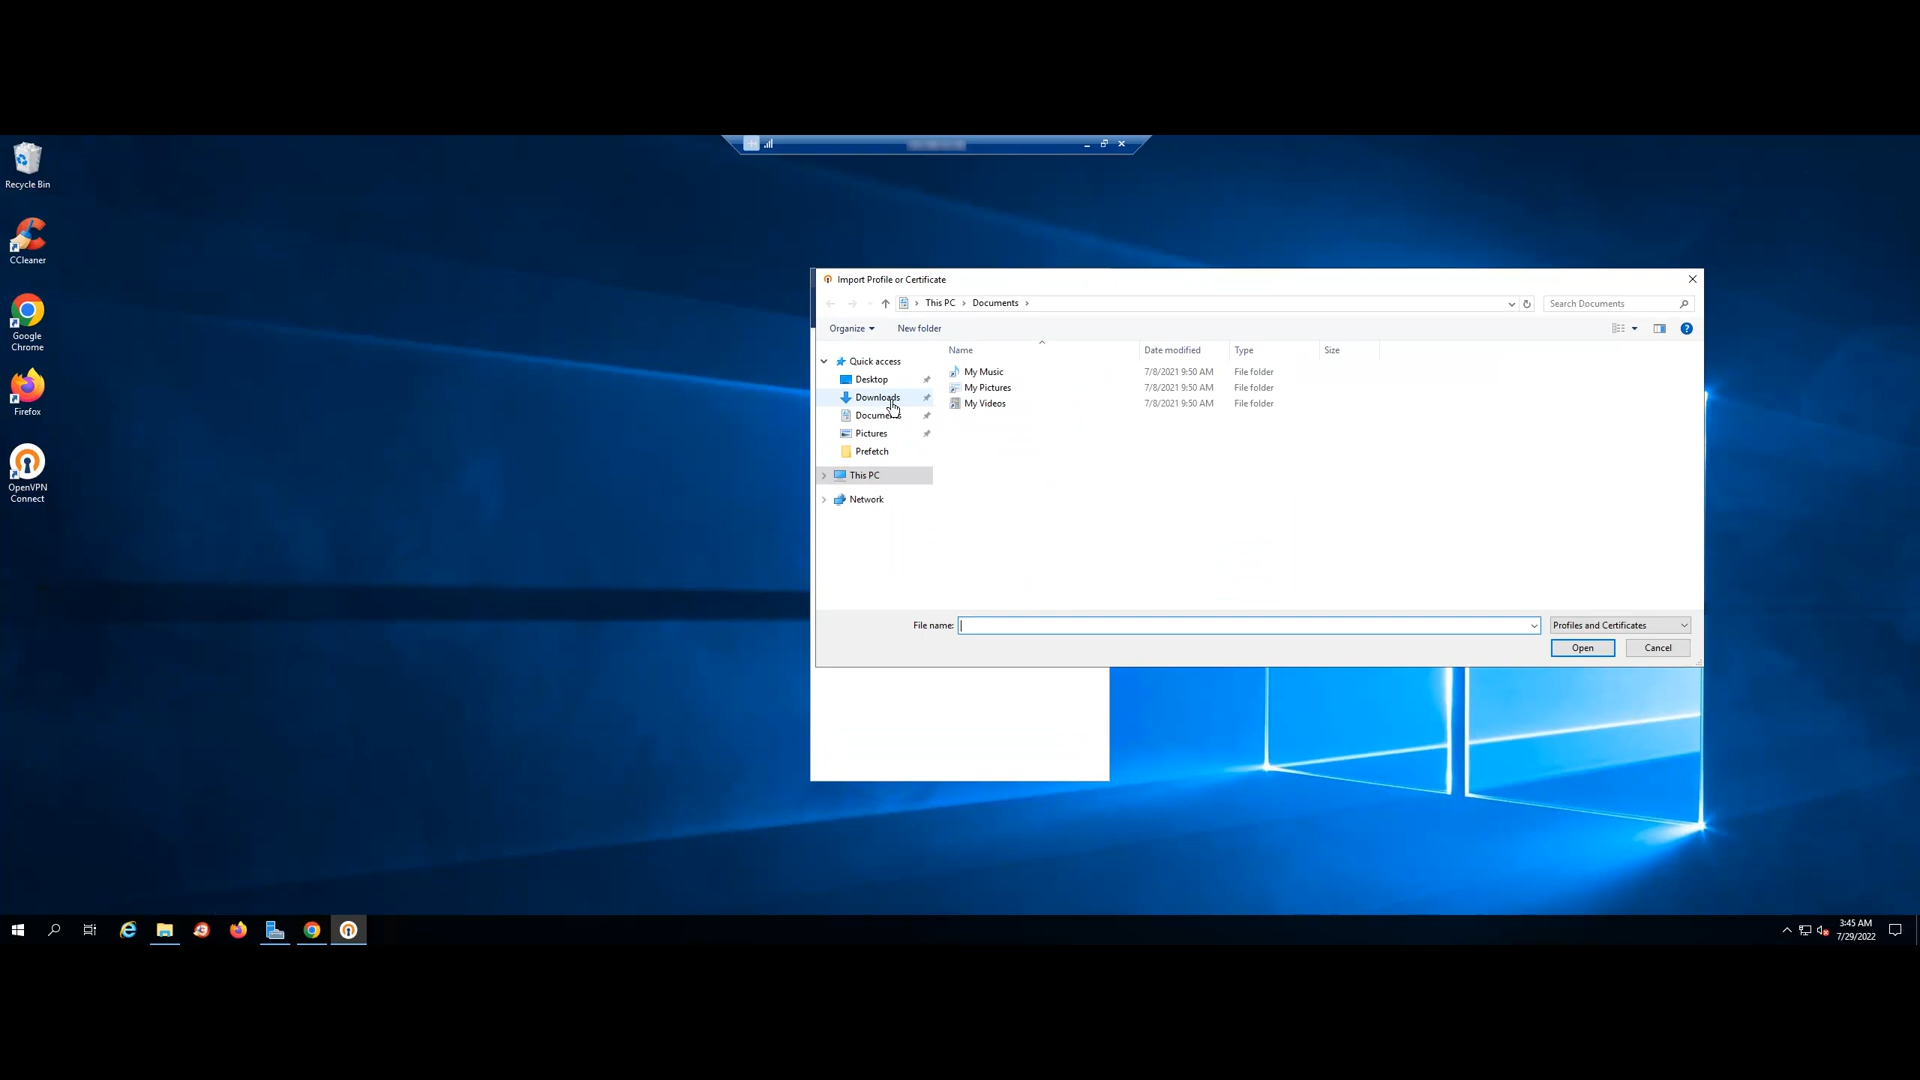 Recycle Bin
CCleaner
Google
Chrome
Firefox
OpenVPN
Connect
Import Profile or Certificate
This PC
Documents
Search Documents
Organize
New folder
Name
Date modified
Type
Size
Quick access
Desktop
Downloads
Documents
Pictures
Prefetch
This PC
Network
My Music 7/8/2021 9:50 AM File folder
My Pictures 7/8/2021 9:50 AM File folder
My Videos 7/8/2021 9:50 AM File folder
File name:
Profiles and Certificates
Open
Cancel
3:45 AM
7/29/2022